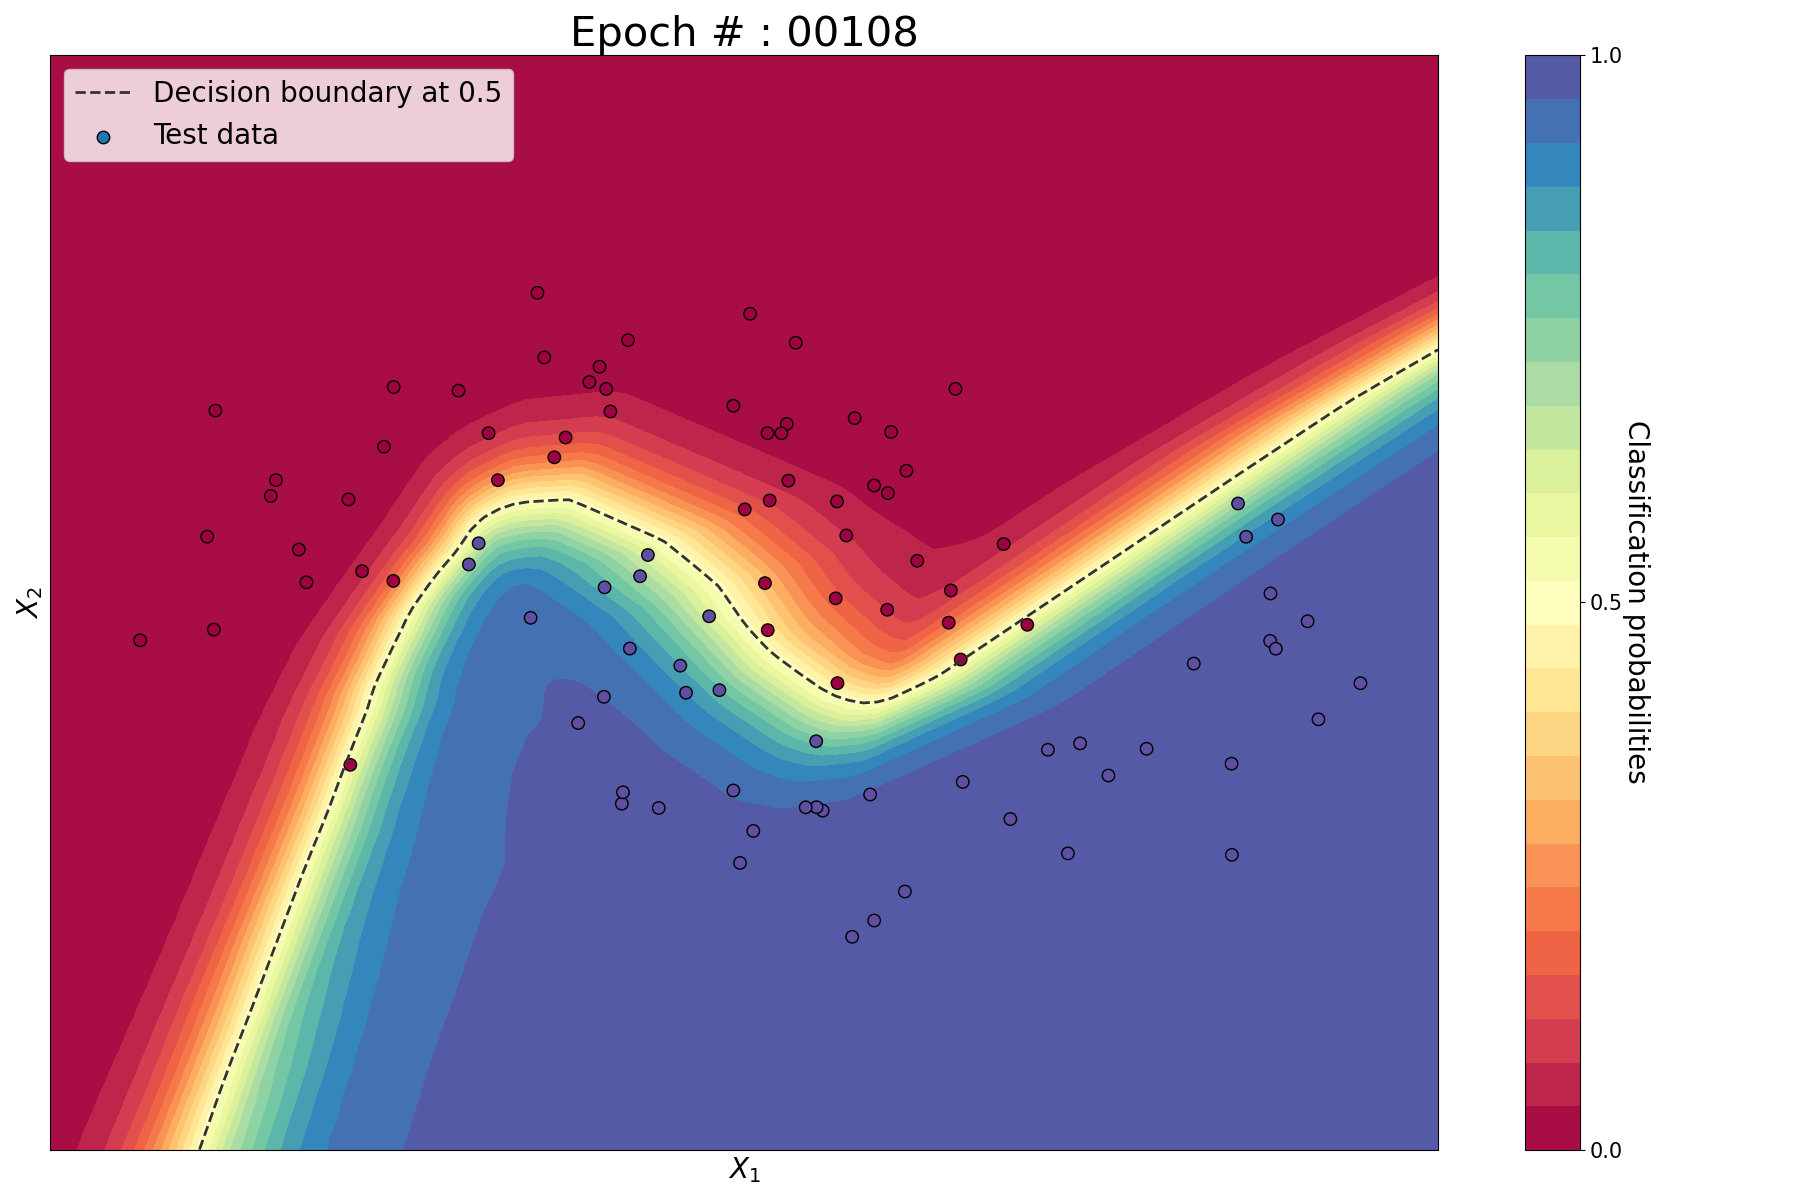 Epoch # : 00108
Decision boundary at 0.5
Test data
X₂
X₁
1.0
0.5
0.0
Classification probabilities